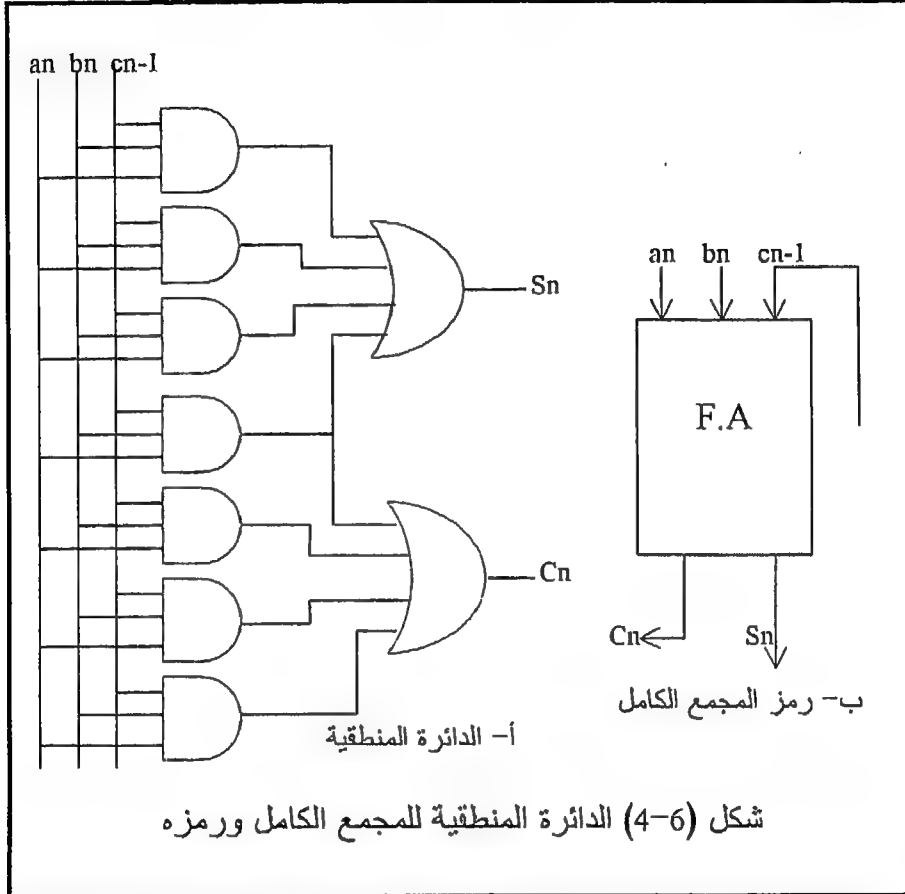 an bn cn-1
Sn
an bn cn-1
F.A
Cn
Cn
Sn
ب- رمز المجمع الكامل
أ- الدائرة المنطقية
شكل (6-4) الدائرة المنطقية للمجمع الكامل ورمزه